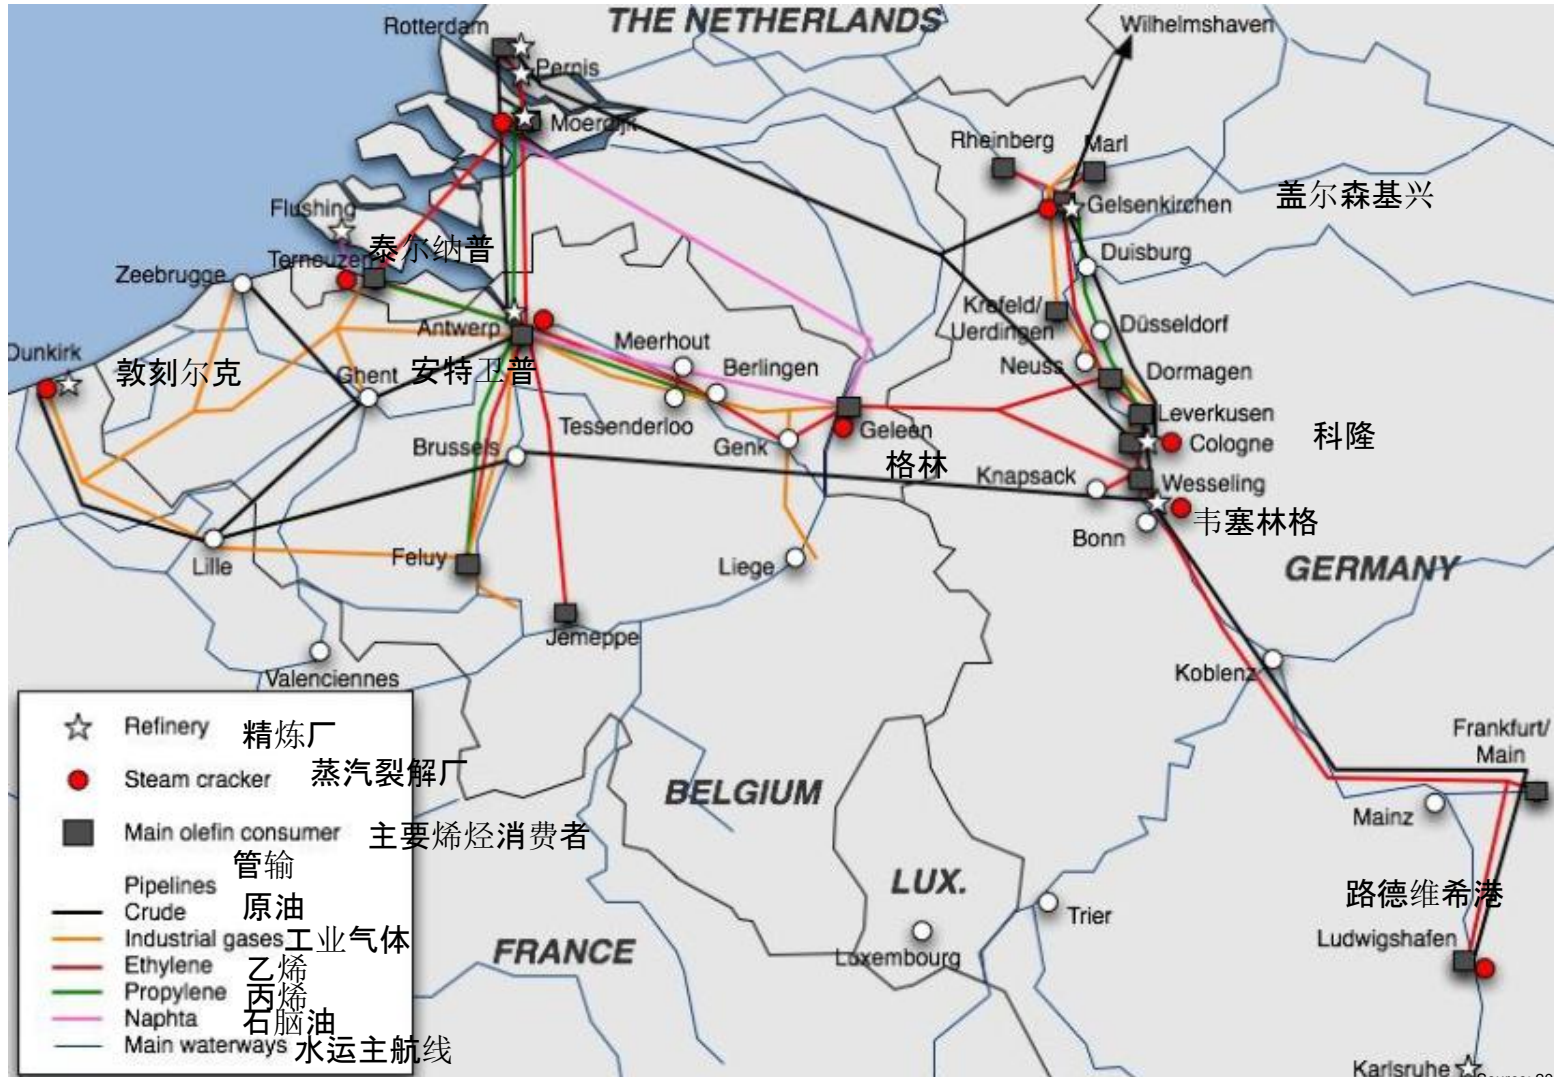 Rotterdam
THE NETHERLANDS
Wilhelmshaven
Pernis
Moerdijk
Rheinberg
Marl
Flushing
Gelsenkirchen
盖尔森基兴
Terneuzen
泰尔纳普
Zeebrugge
Duisburg
Antwerp
Krefeld/
Uerdingen
Düsseldorf
Meerhout
Dunkirk
敦刻尔克
Ghent
安特卫普
Berlingen
Neuss
Dormagen
Tessenderloo
Leverkusen
Brussels
Genk
Geleen
格林
Cologne
科隆
Knapsack
Wesseling
韦塞林格
Bonn
Lille
Feluy
Liege
GERMANY
Jemeppe
Valenciennes
Koblenz
Refinery 精炼厂
Steam cracker 蒸汽裂解厂
Main olefin consumer 主要烯烃消费者
管输
Pipelines
Crude 原油
Industrial gases 工业气体
Ethylene 乙烯
Propylene 丙烯
Naphta 石脑油
Main waterways 水运主航线
BELGIUM
Frankfurt/
Main
Mainz
LUX.
路德维希港
Trier
Ludwigshafen
FRANCE
Luxembourg
Karlsruhe